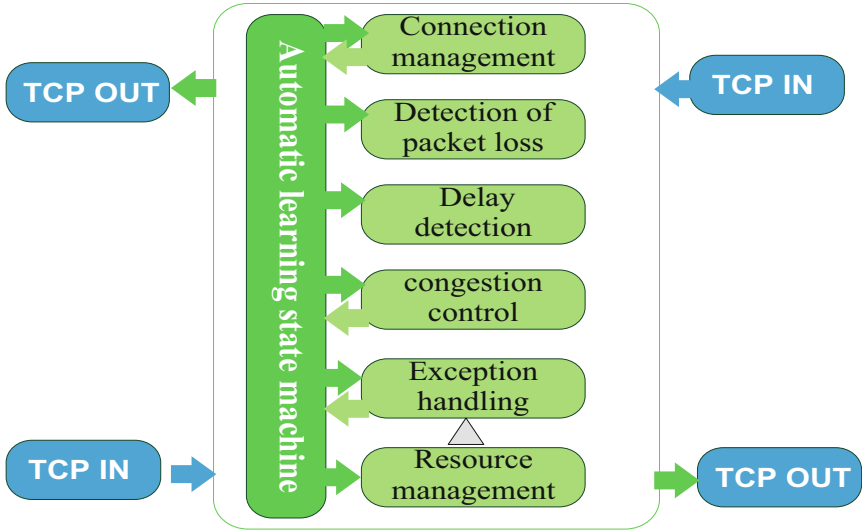 TCP OUT
TCP IN
Automatic learning state machine
Connection
management
Detection of
packet loss
Delay
detection
congestion
control
Exception
handling
Resource
management
TCP IN
TCP OUT